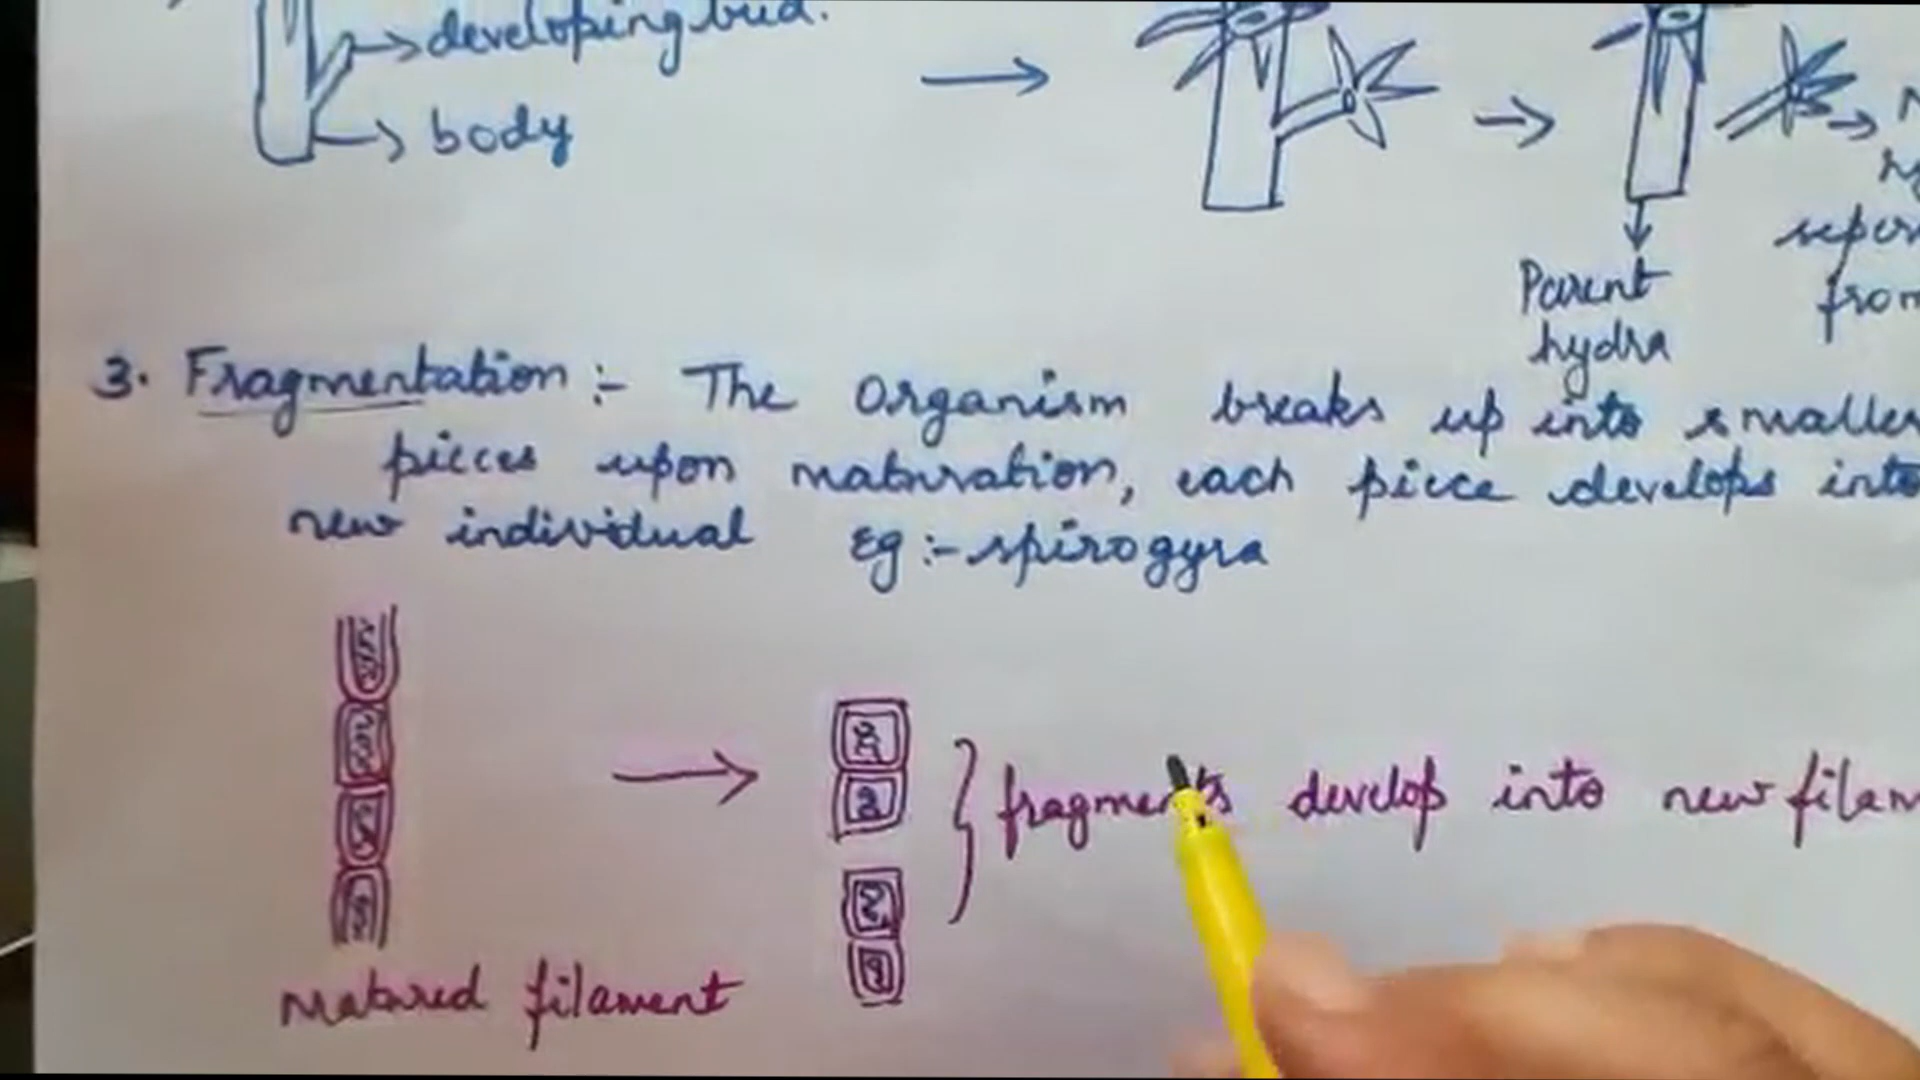 developing bud.
body
Parent
hydra
from
3. Fragmentation :- The organism breaks up into smaller
pieces upon maturation, each piece develops into
new individual Eg :- spirogyra
fragments develop into new filam
matured filament